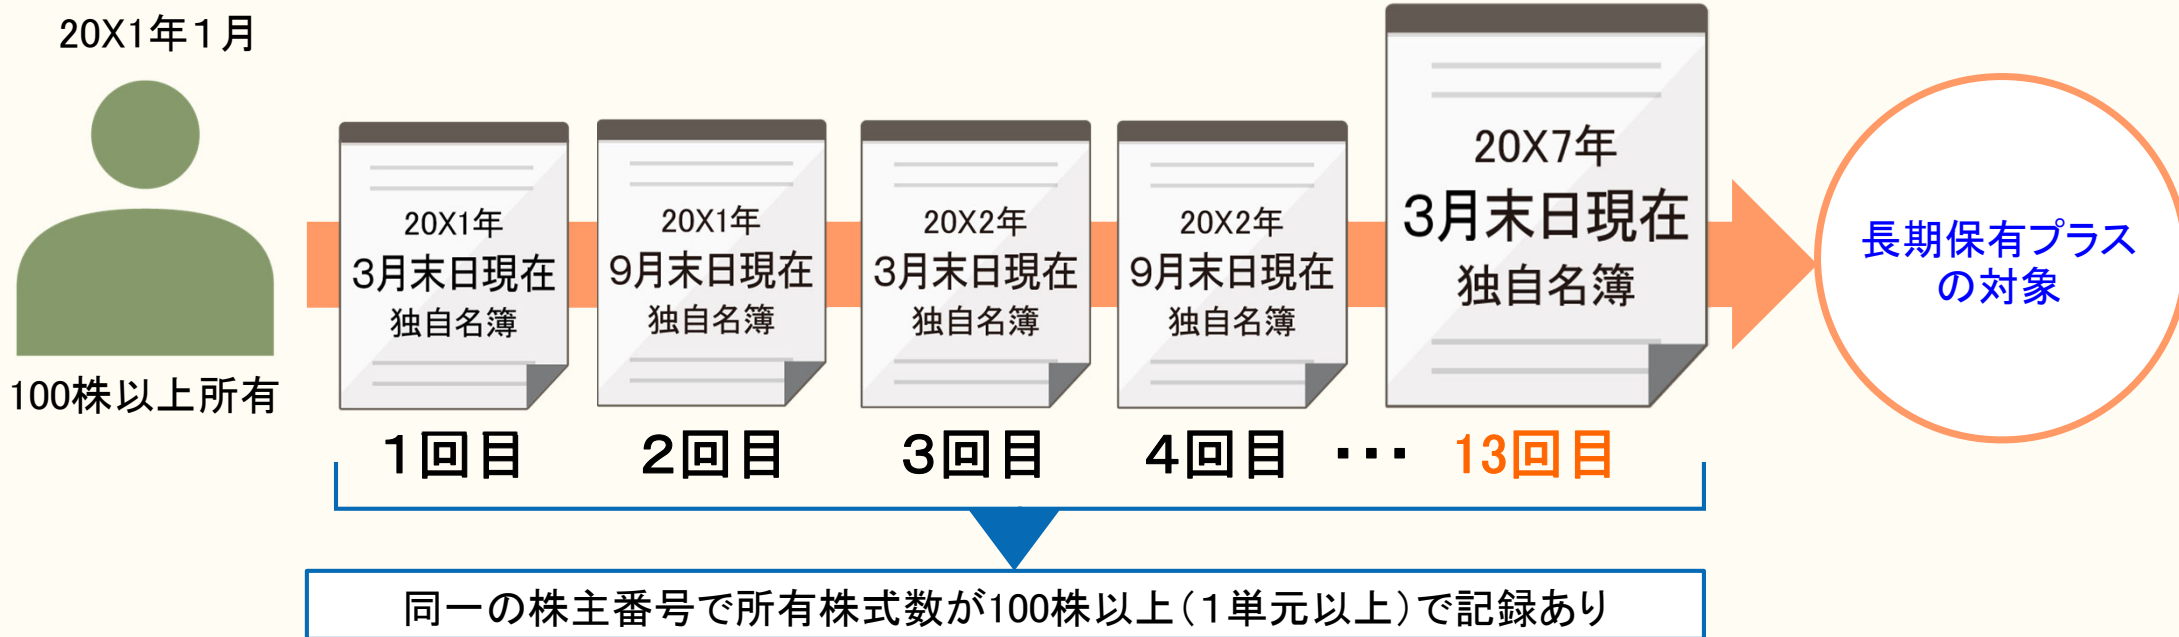 20X1年１月
100株以上所有
20X1年
3月末日現在
独自名簿
20X1年
9月末日現在
独自名簿
20X2年
3月末日現在
独自名簿
20X2年
9月末日現在
独自名簿
20X7年
3月末日現在
独自名簿
長期保有プラス
の対象
１回目
２回目
３回目
４回目
･･･
13回目
同一の株主番号で所有株式数が100株以上（１単元以上）で記録あり